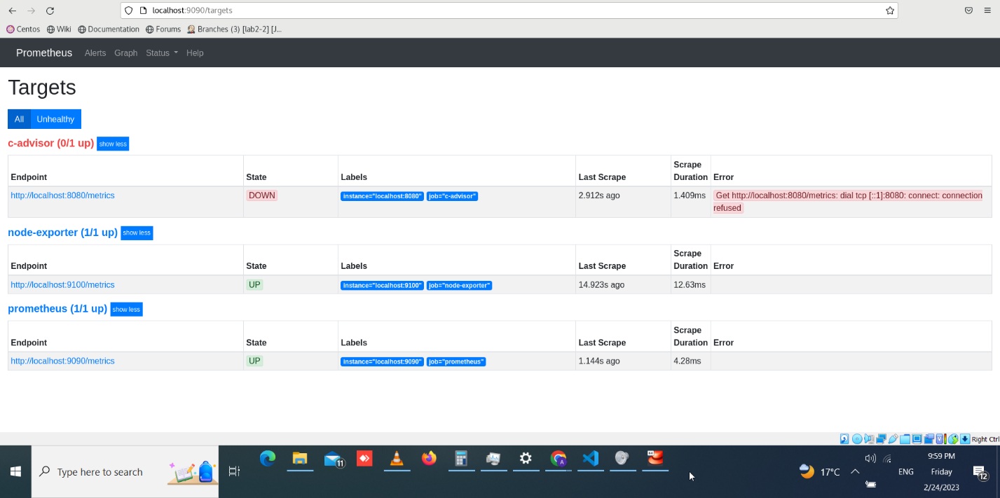 localhost:9090/targets
Centos Wiki Documentation Forums Branches (3) [lab2-2] [J...
Prometheus Alerts Graph Status Help
Targets
All Unhealthy
c-advisor (0/1 up) show less
Endpoint State Labels Last Scrape Scrape Duration Error
http://localhost:8080/metrics DOWN instance="localhost:8080" job="c-advisor" 2.912s ago 1.409ms Get http://localhost:8080/metrics: dial tcp [::1]:8080: connect: connection
refused
node-exporter (1/1 up) show less
Endpoint State Labels Last Scrape Scrape Duration Error
http://localhost:9100/metrics UP instance="localhost:9100" job="node-exporter" 14.923s ago 12.63ms
prometheus (1/1 up) show less
Endpoint State Labels Last Scrape Scrape Duration Error
http://localhost:9090/metrics UP instance="localhost:9090" job="prometheus" 1.144s ago 4.28ms
Right Ctrl
Type here to search 11 A 17°C ENG 9:59 PM
Friday
2/24/2023
12